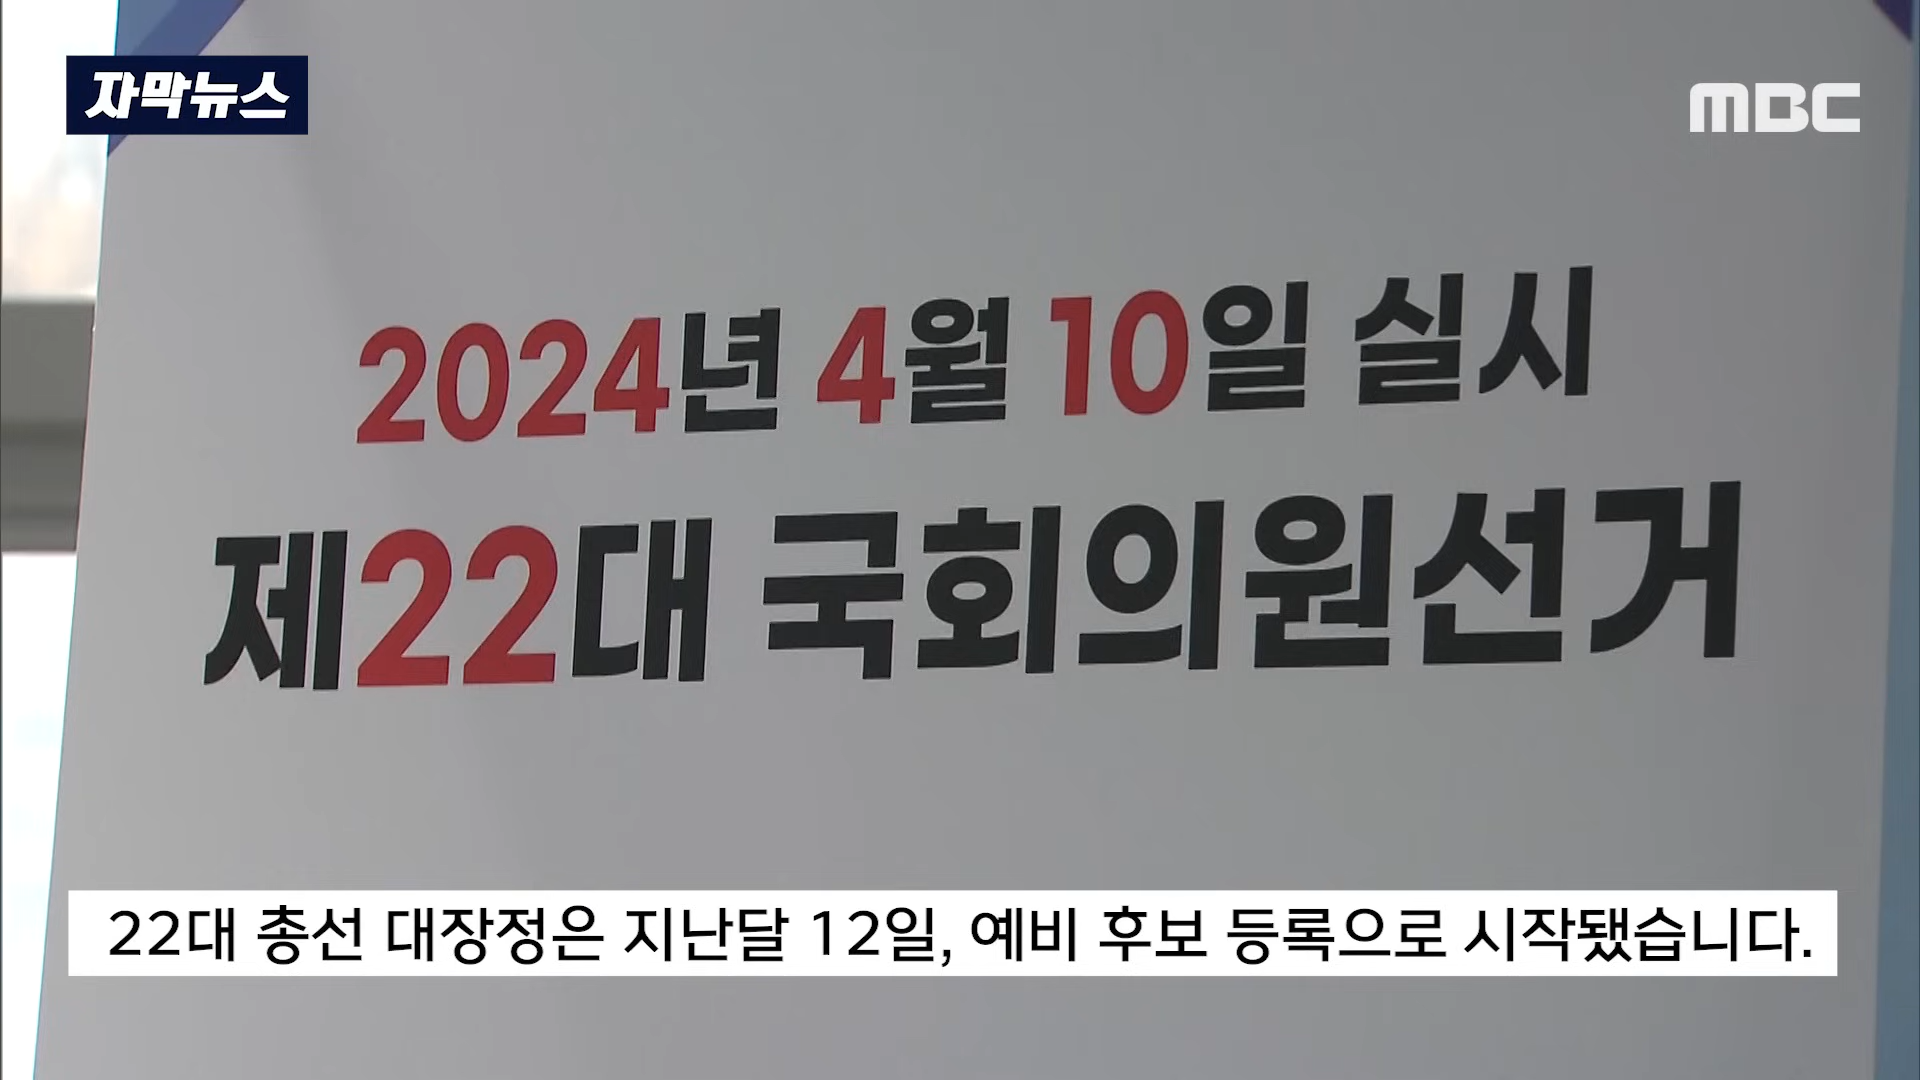 자막뉴스
MBC
2024년 4월 10일 실시
제22대 국회의원선거
22대 총선 대장정은 지난달 12일, 예비 후보 등록으로 시작됐습니다.